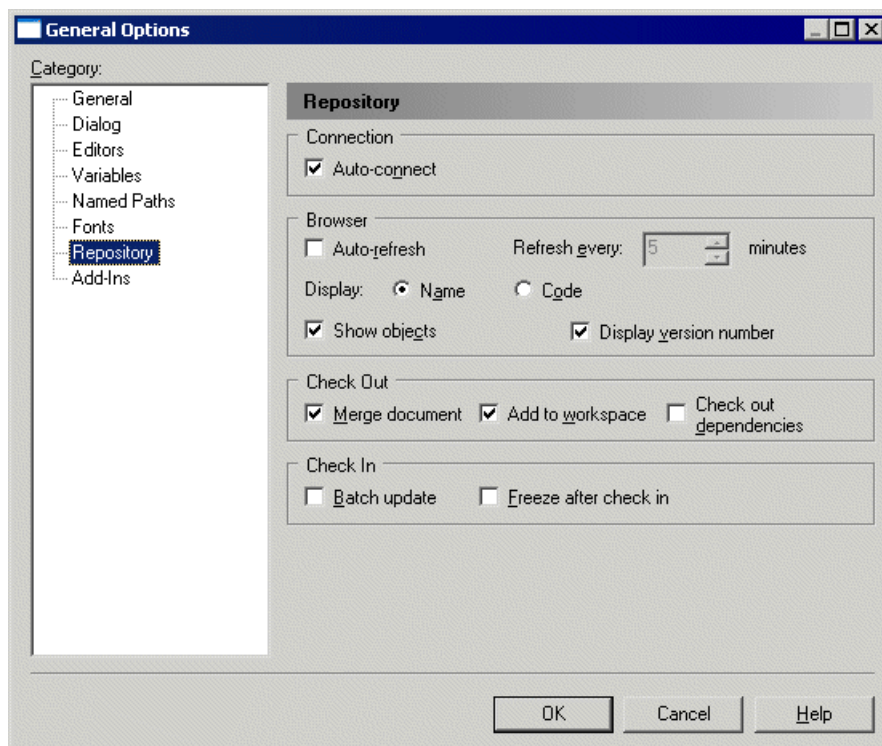 General Options
Category:
General
Dialog
Editors
Variables
Named Paths
Fonts
Repository
Add-Ins
Repository
Connection
Auto-connect
Browser
Auto-refresh Refresh every: 5 minutes
Display: Name Code
Show objects Display version number
Check Out
Merge document Add to workspace Check out
dependencies
Check In
Batch update Freeze after check in
OK Cancel Help